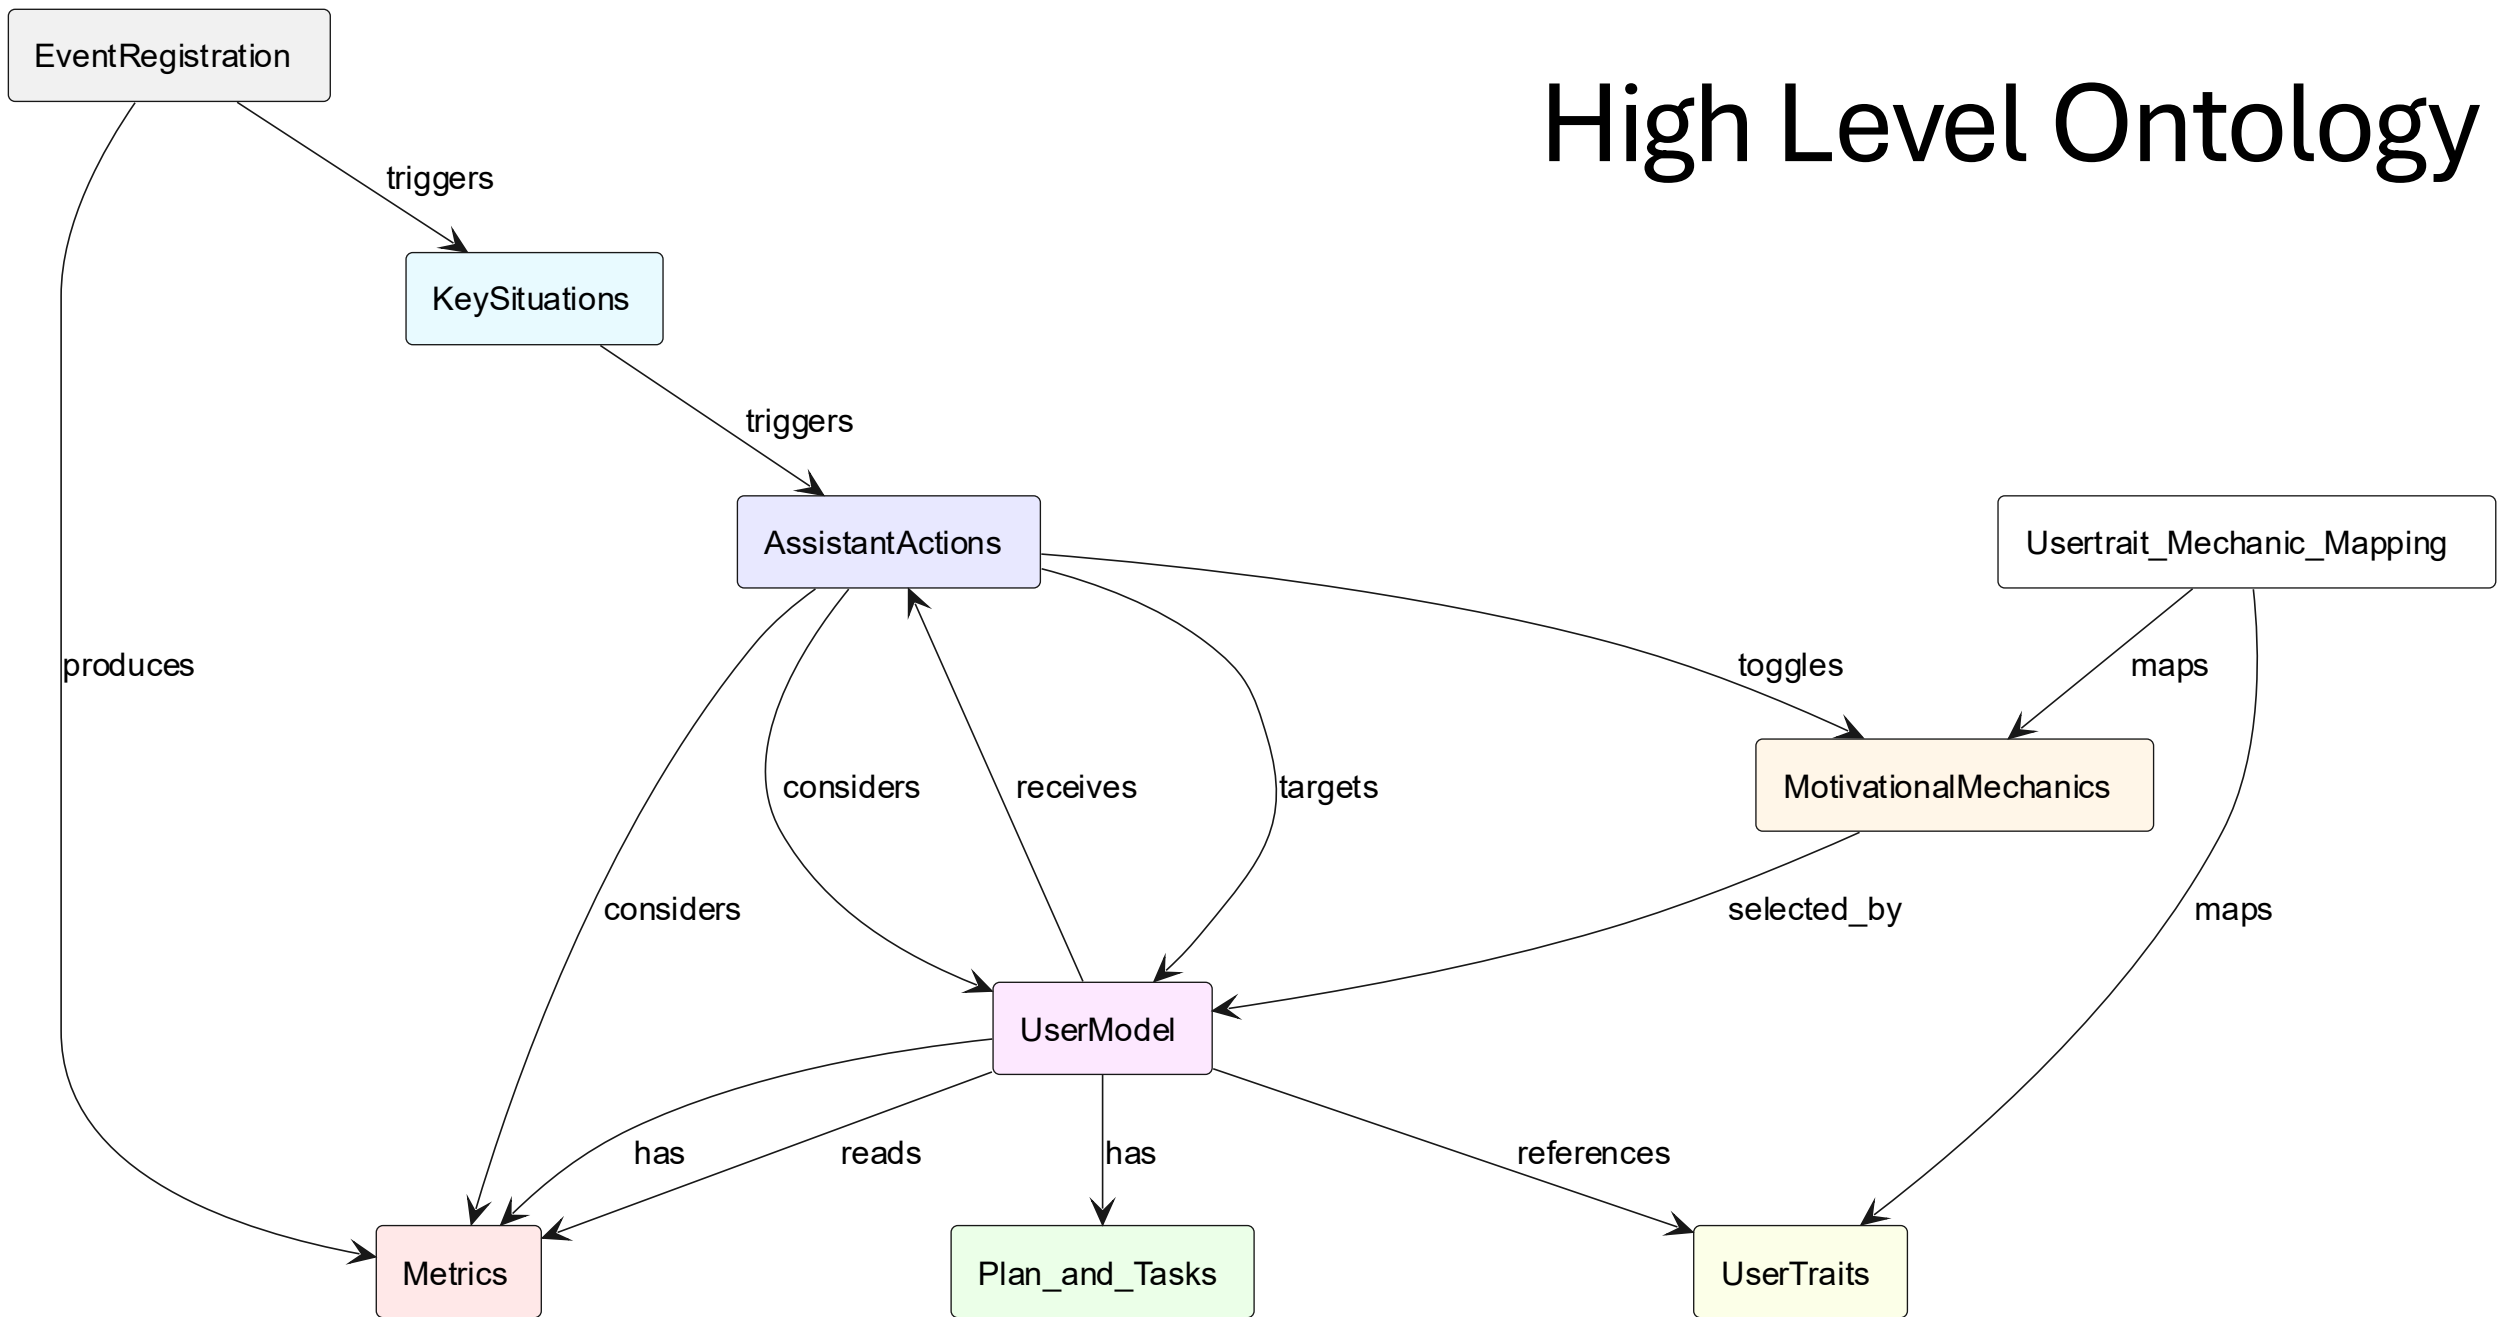 EventRegistration
High Level Ontology
triggers
KeySituations
triggers
AssistantActions
Usertrait_Mechanic_Mapping
produces
toggles
maps
considers
receives
targets
MotivationalMechanics
considers
selected_by
maps
UserModel
has
reads
has
references
Metrics
Plan_and_Tasks
UserTraits